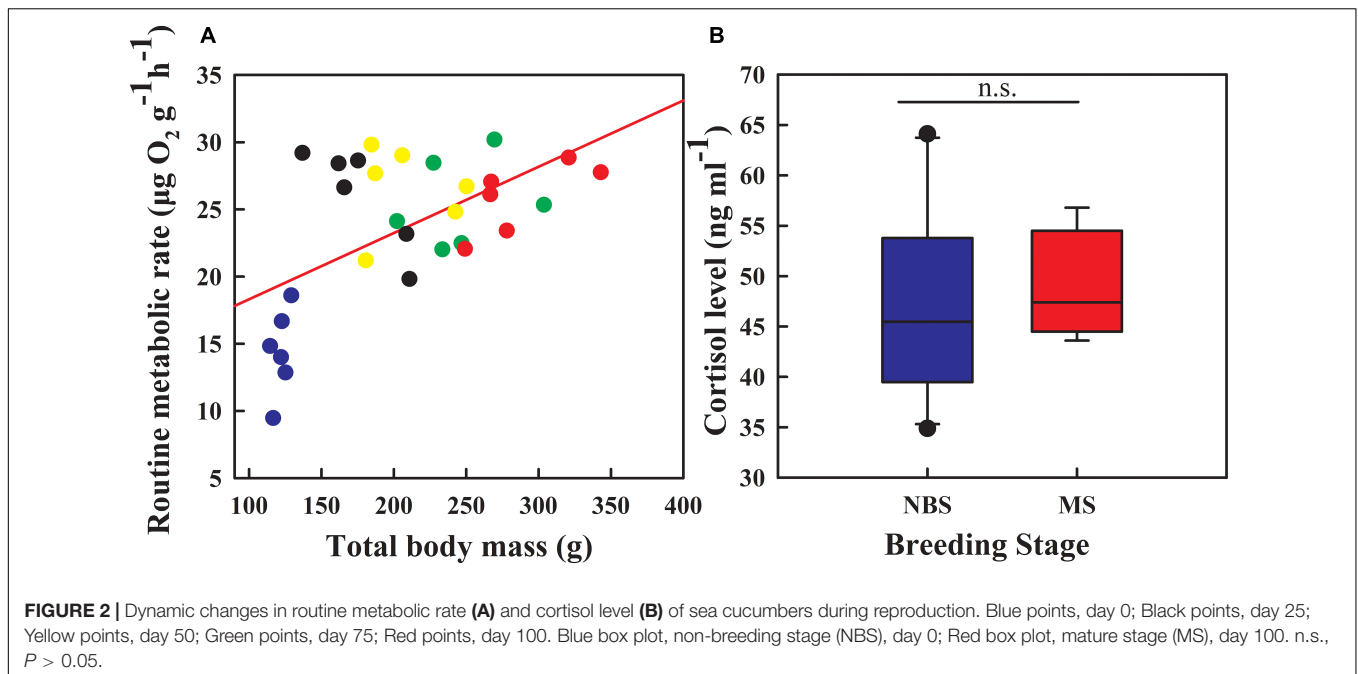 A
Routine metabolic rate (µg O₂ g⁻¹h⁻¹)
35
30
25
20
15
10
5
100 150 200 250 300 350 400
Total body mass (g)
B
Cortisol level (ng ml⁻¹)
70
65
60
55
50
45
40
35
30
n.s.
NBS MS
Breeding Stage
FIGURE 2 | Dynamic changes in routine metabolic rate (A) and cortisol level (B) of sea cucumbers during reproduction. Blue points, day 0; Black points, day 25;
Yellow points, day 50; Green points, day 75; Red points, day 100. Blue box plot, non-breeding stage (NBS), day 0; Red box plot, mature stage (MS), day 100. n.s.,
P > 0.05.